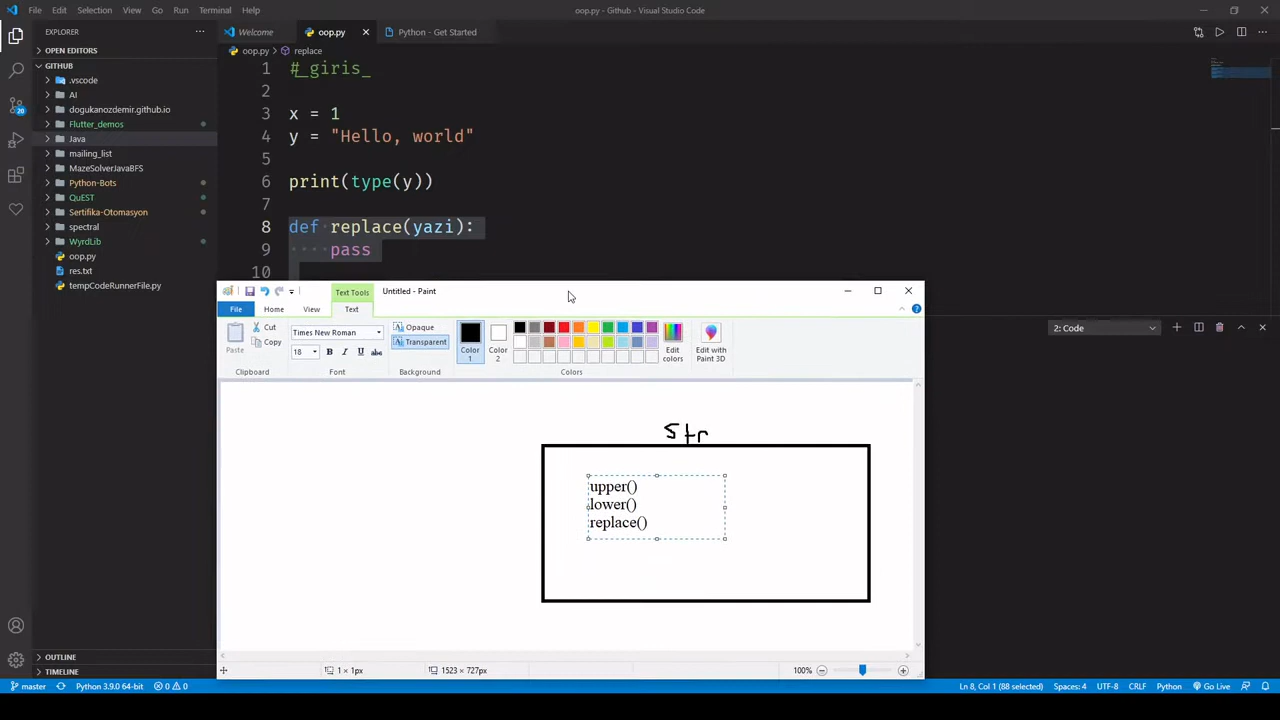 File Edit Selection View Go Run Terminal Help
oop.py - Github - Visual Studio Code
EXPLORER
OPEN EDITORS
GITHUB
.vscode
AI
dogukanozdemir.github.io
Flutter_demos
Java
mailing_list
MazeSolverJavaBFS
Python-Bots
QuEST
Sertifika-Otomasyon
spectral
WyrdLib
oop.py
res.txt
tempCodeRunnerFile.py
OUTLINE
TIMELINE
20
Welcome oop.py Python - Get Started
oop.py replace
1 #_giris_
2
3 x = 1
4 y = "Hello, world"
5
6 print(type(y))
7
8 def replace(yazi):
9 ····pass
10
2: Code
Untitled - Paint
Text Tools
File Home View Text
Paste
Cut
Copy
Clipboard
Times New Roman
18 B I U abc
Font
Opaque
Transparent
Background
Color 1
Color 2
Edit colors
Edit with Paint 3D
Colors
str
upper()
lower()
replace()
1 × 1px 1523 × 727px 100%
master Python 3.9.0 64-bit 0 0 Ln 8, Col 1 (88 selected) Spaces: 4 UTF-8 CRLF Python Go Live